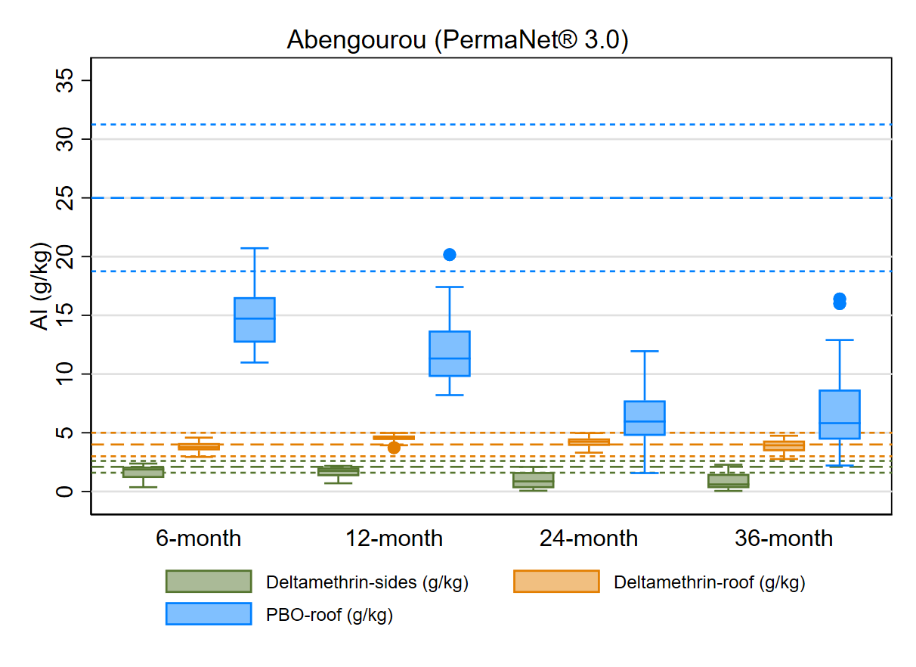 Abengourou (PermaNet® 3.0)
AI (g/kg)
35
30
25
20
15
10
5
0
6-month 12-month 24-month 36-month
Deltamethrin-sides (g/kg) Deltamethrin-roof (g/kg)
PBO-roof (g/kg)